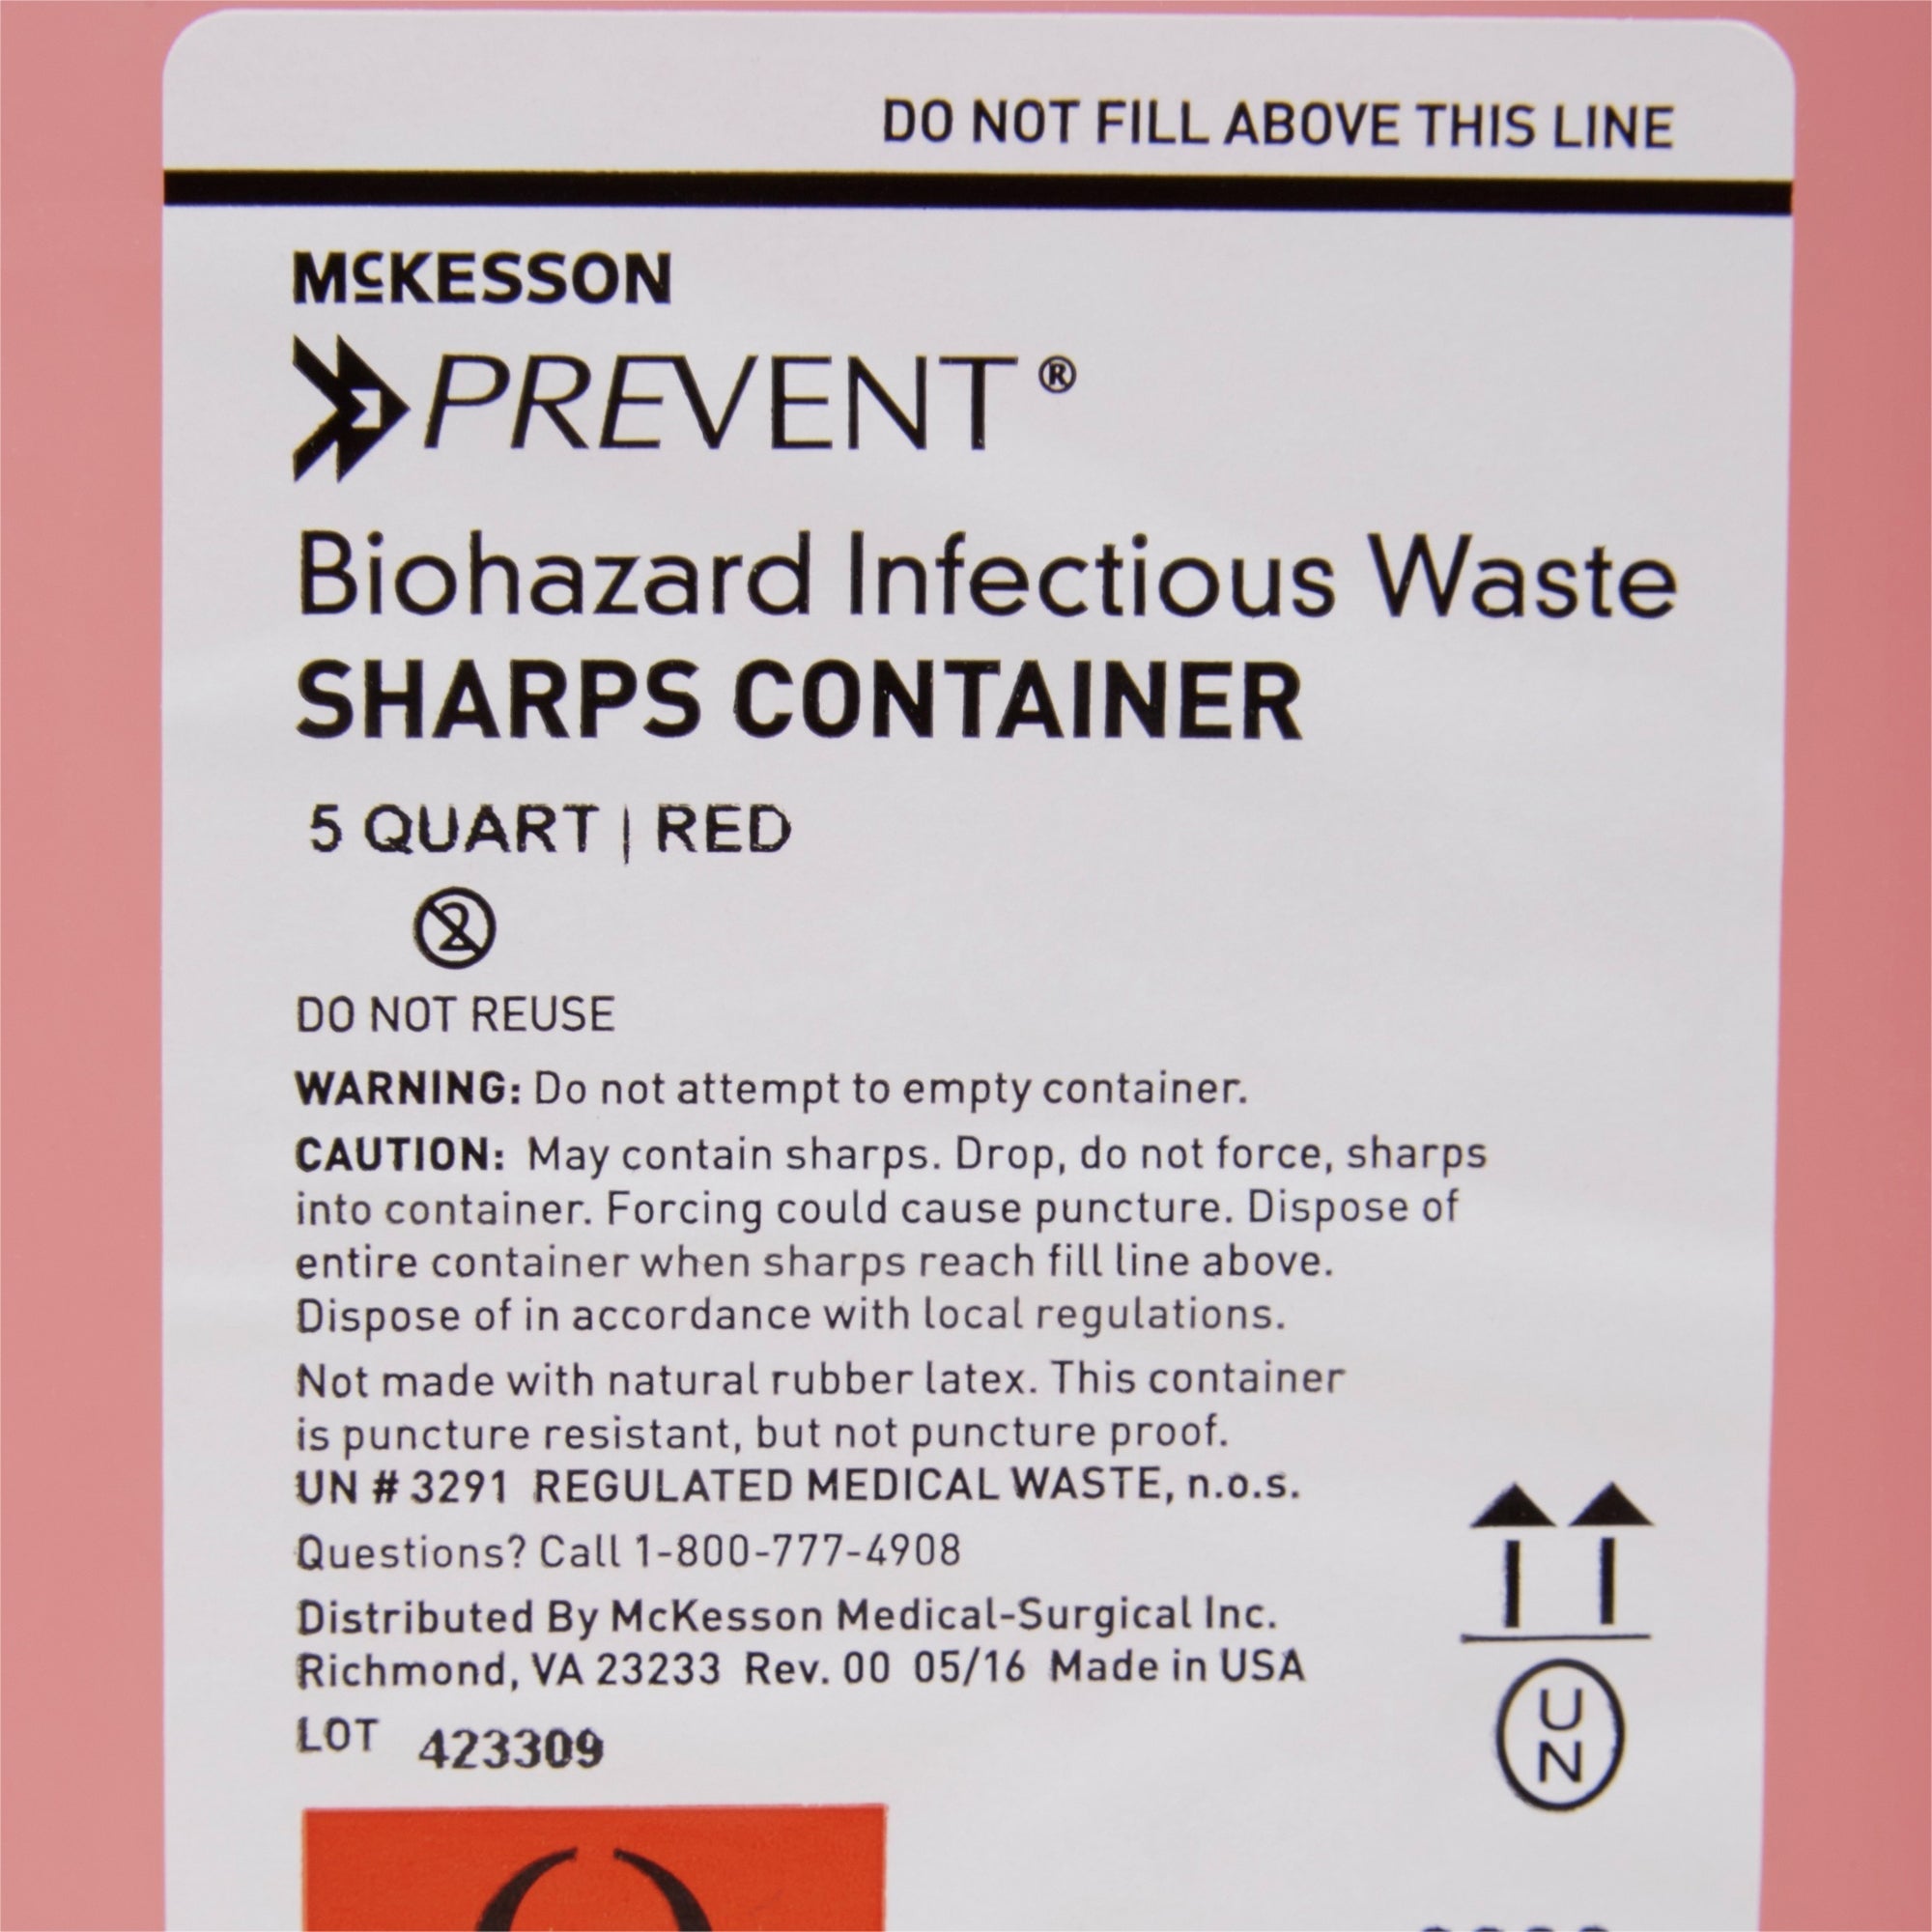 DO NOT FILL ABOVE THIS LINE
McKESSON
PREVENT®
Biohazard Infectious Waste
SHARPS CONTAINER
5 QUART | RED
2
DO NOT REUSE
WARNING: Do not attempt to empty container.
CAUTION: May contain sharps. Drop, do not force, sharps
into container. Forcing could cause puncture. Dispose of
entire container when sharps reach fill line above.
Dispose of in accordance with local regulations.
Not made with natural rubber latex. This container
is puncture resistant, but not puncture proof.
UN # 3291 REGULATED MEDICAL WASTE, n.o.s.
Questions? Call 1-800-777-4908
Distributed By McKesson Medical-Surgical Inc.
Richmond, VA 23233 Rev. 00 05/16 Made in USA
LOT 423309
UN